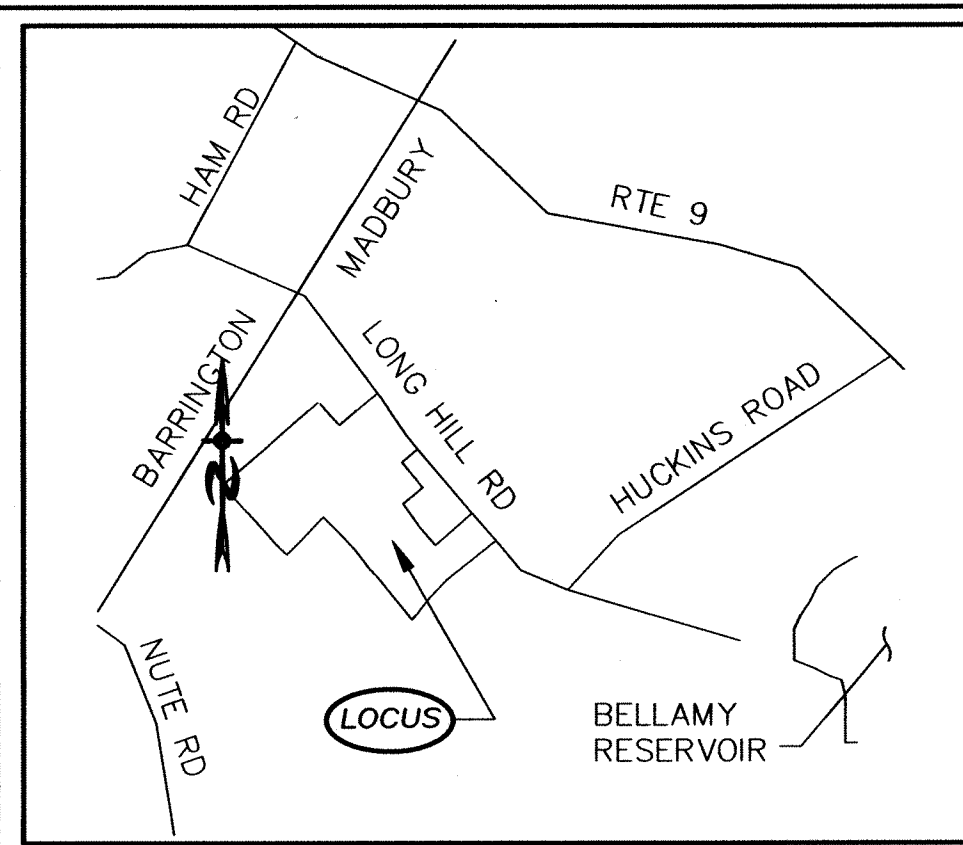 HAM RD
MADBURY
RTE 9
BARRINGTON
LONG HILL RD
HUCKINS ROAD
N
NUTE RD
LOCUS
BELLAMY
RESERVOIR